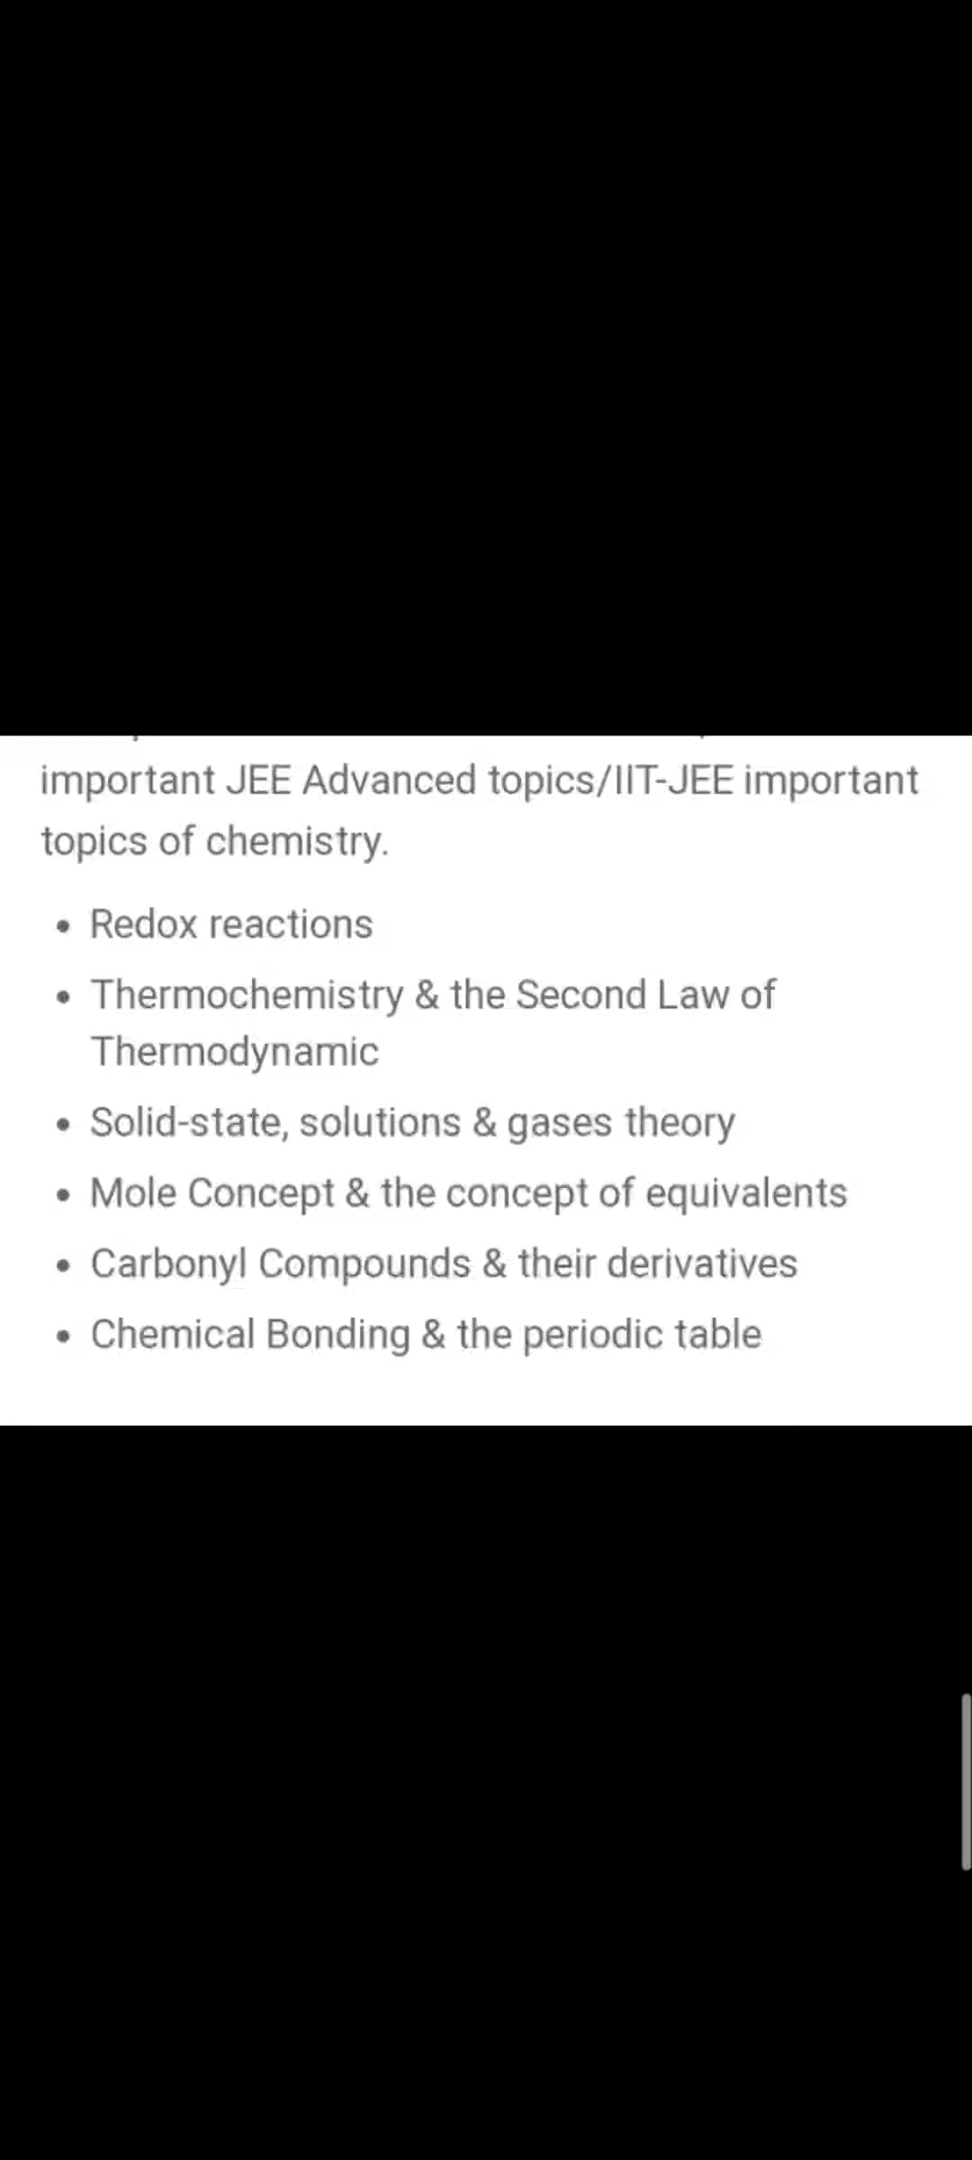 important JEE Advanced topics/IIT-JEE important
topics of chemistry.
• Redox reactions
• Thermochemistry & the Second Law of
Thermodynamic
• Solid-state, solutions & gases theory
• Mole Concept & the concept of equivalents
• Carbonyl Compounds & their derivatives
• Chemical Bonding & the periodic table